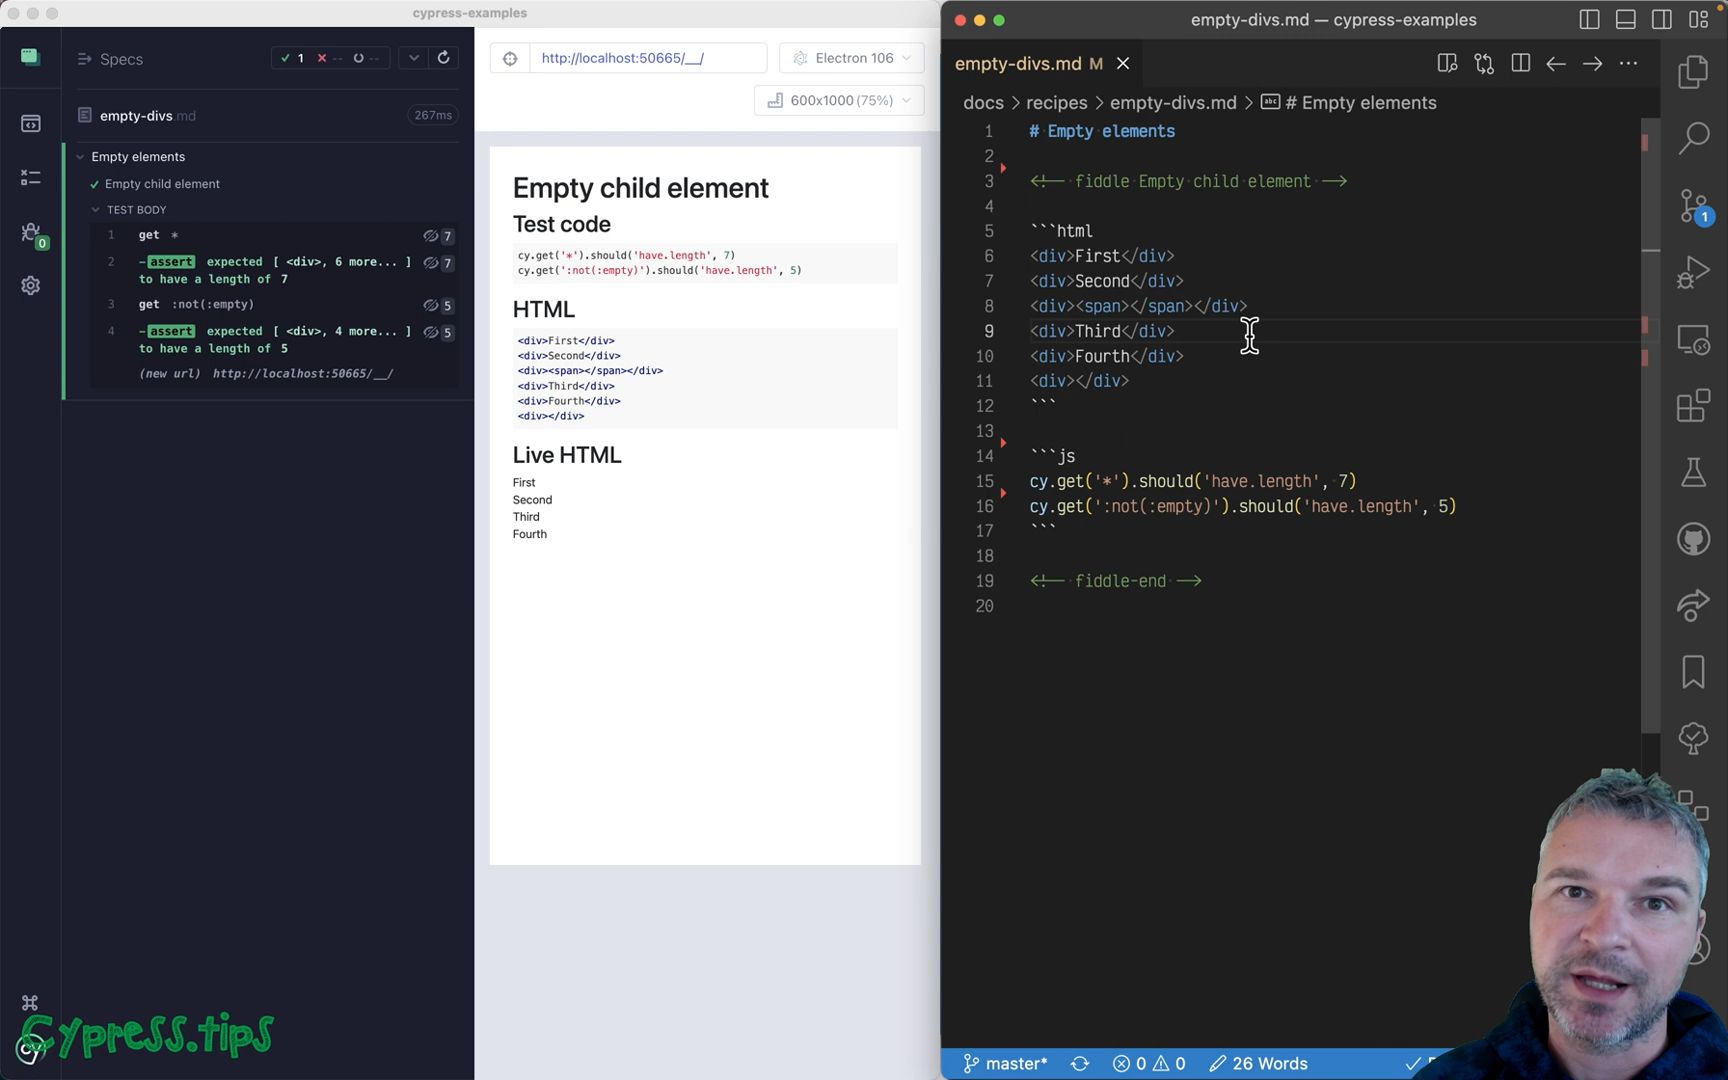 cypress-examples
Specs
1
--
--
http://localhost:50665/__/
Electron 106
600x1000 (75%)
empty-divs.md
267ms
Empty elements
Empty child element
TEST BODY
1 get * 7
2 -assert expected [ <div>, 6 more... ] 7
to have a length of 7
3 get :not(:empty) 5
4 -assert expected [ <div>, 4 more... ] 5
to have a length of 5
(new url) http://localhost:50665/__/
0
Cypress.tips
cy
Empty child element
Test code
cy.get('*').should('have.length', 7)
cy.get(':not(:empty)').should('have.length', 5)
HTML
<div>First</div>
<div>Second</div>
<div><span></span></div>
<div>Third</div>
<div>Fourth</div>
<div></div>
Live HTML
First
Second
Third
Fourth
empty-divs.md — cypress-examples
empty-divs.md M
docs > recipes > empty-divs.md > # Empty elements
1 # Empty elements
2
3 <!-- fiddle Empty child element -->
4
5 ```html
6 <div>First</div>
7 <div>Second</div>
8 <div><span></span></div>
9 <div>Third</div>
10 <div>Fourth</div>
11 <div></div>
12 ```
13
14 ```js
15 cy.get('*').should('have.length', 7)
16 cy.get(':not(:empty)').should('have.length', 5)
17 ```
18
19 <!-- fiddle-end -->
20
1
master*
0
0
26 Words